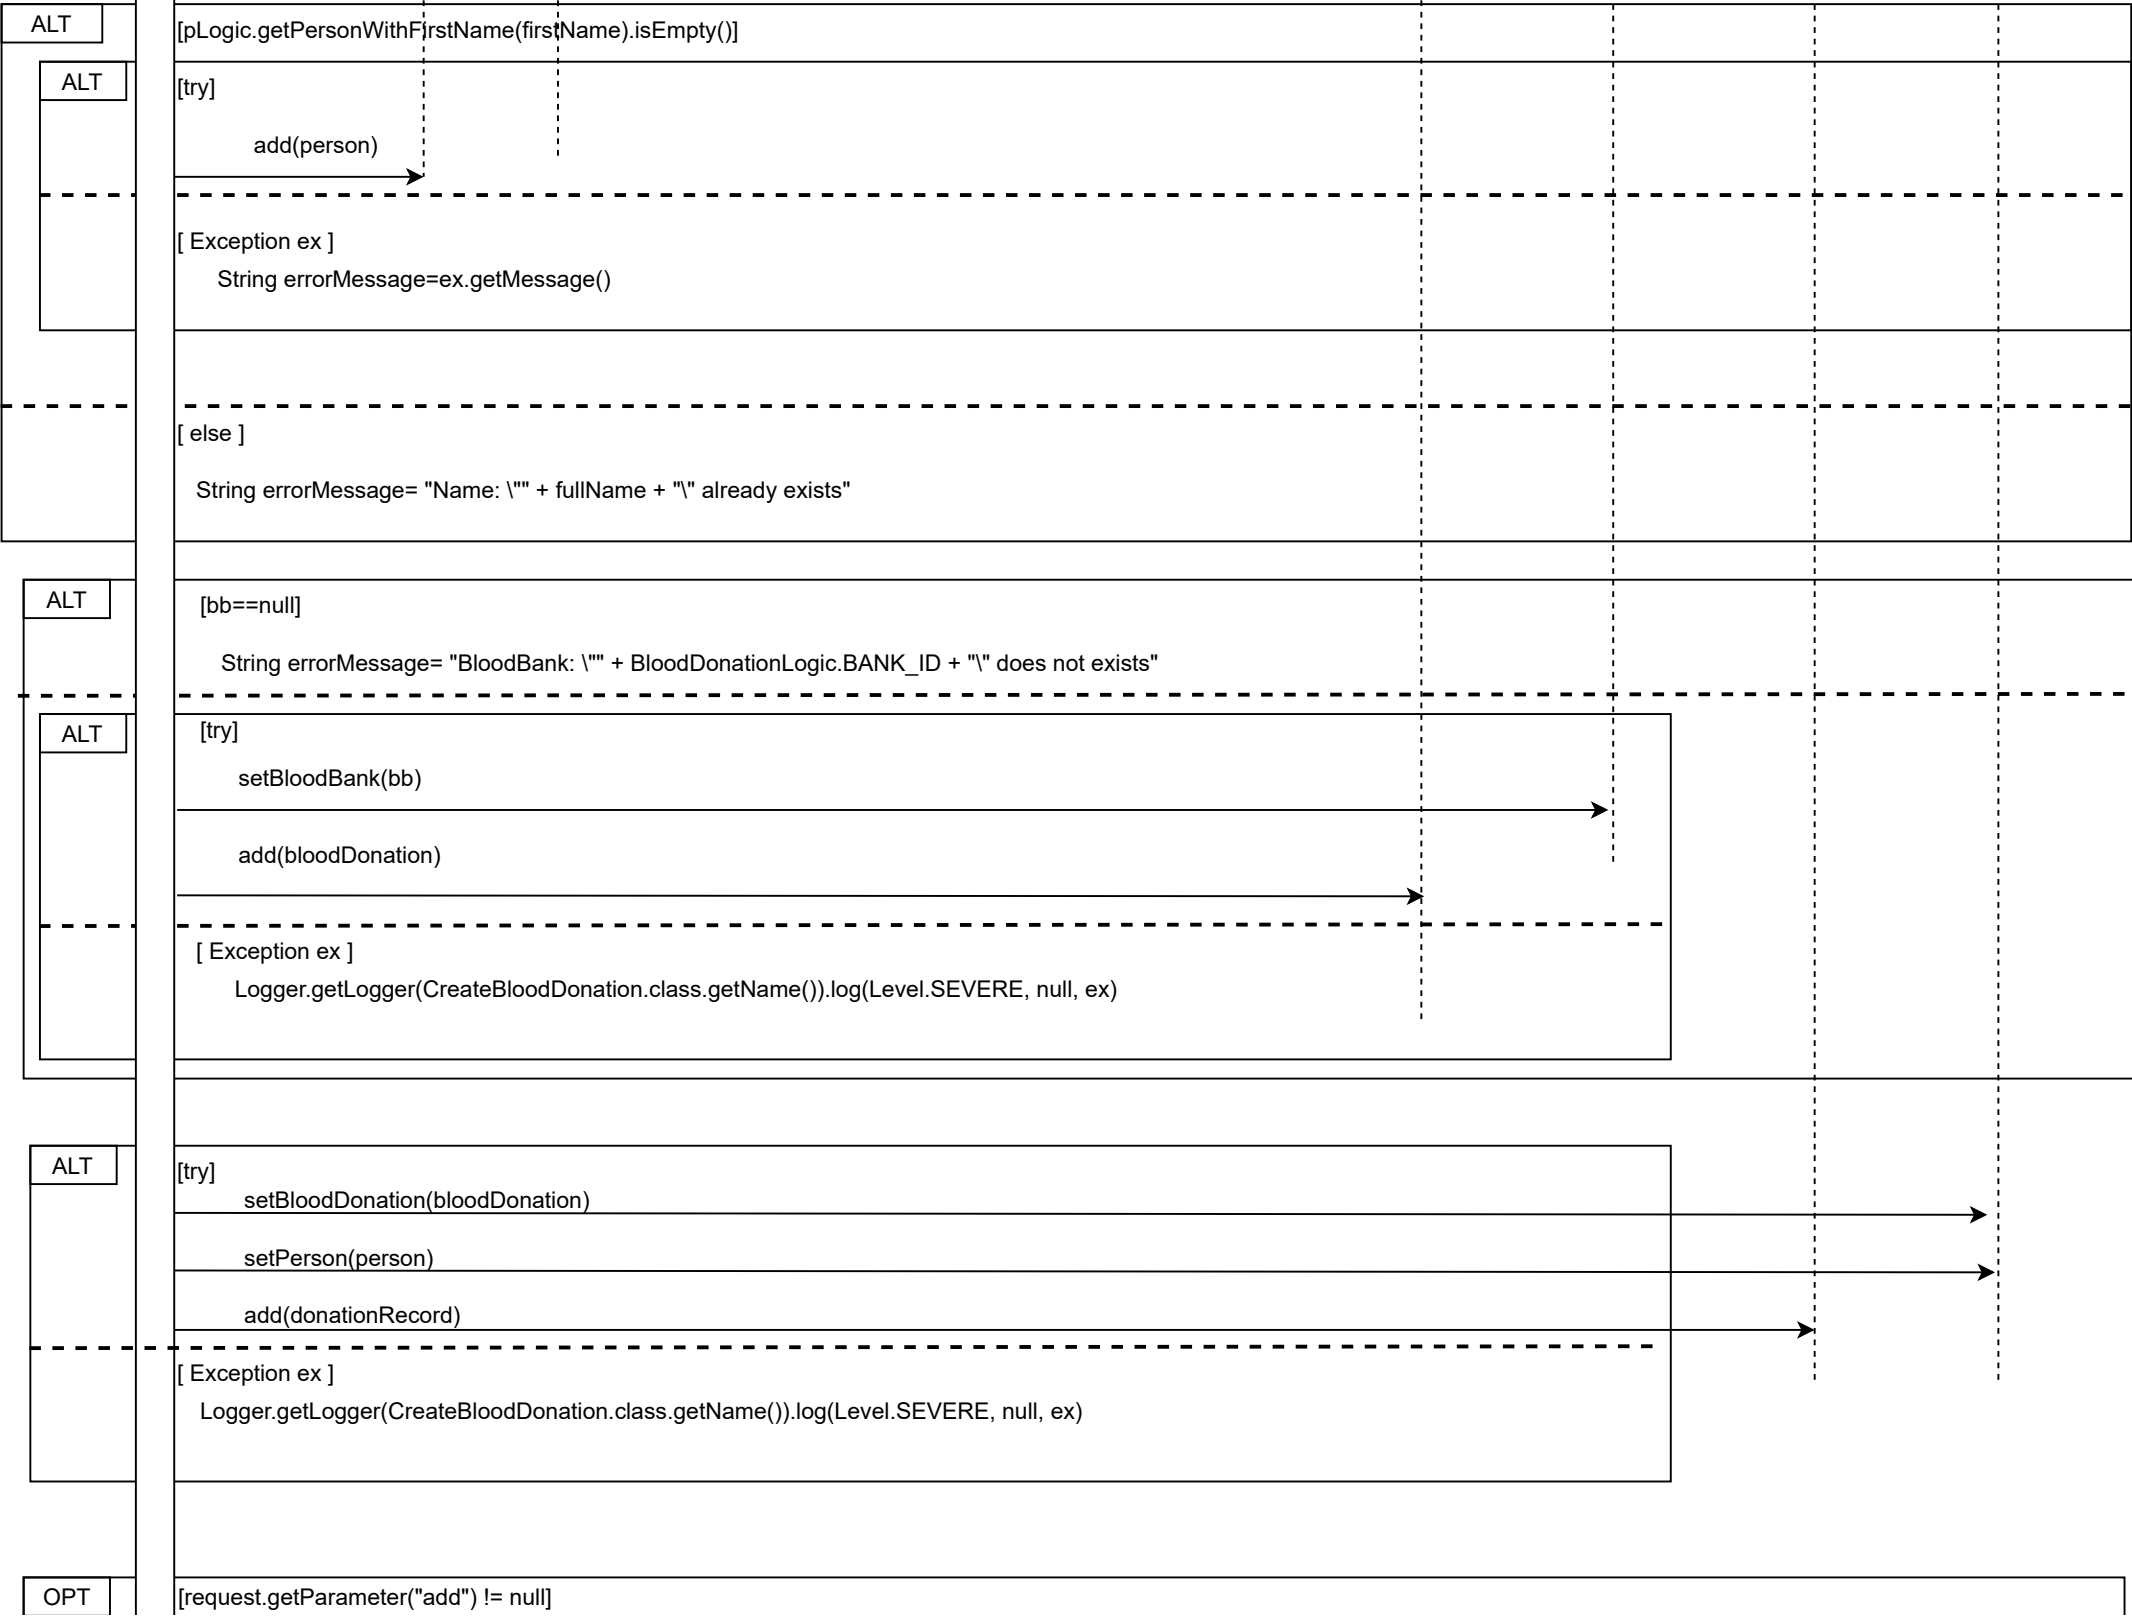 ALT
[pLogic.getPersonWithFirstName(firstName).isEmpty()]
ALT
[try]
add(person)
[ Exception ex ]
String errorMessage=ex.getMessage()
[ else ]
String errorMessage= "Name: \"" + fullName + "\" already exists"
ALT
[bb==null]
String errorMessage= "BloodBank: \"" + BloodDonationLogic.BANK_ID + "\" does not exists"
ALT
[try]
setBloodBank(bb)
add(bloodDonation)
[ Exception ex ]
Logger.getLogger(CreateBloodDonation.class.getName()).log(Level.SEVERE, null, ex)
ALT
[try]
setBloodDonation(bloodDonation)
setPerson(person)
add(donationRecord)
[ Exception ex ]
Logger.getLogger(CreateBloodDonation.class.getName()).log(Level.SEVERE, null, ex)
OPT
[request.getParameter("add") != null]